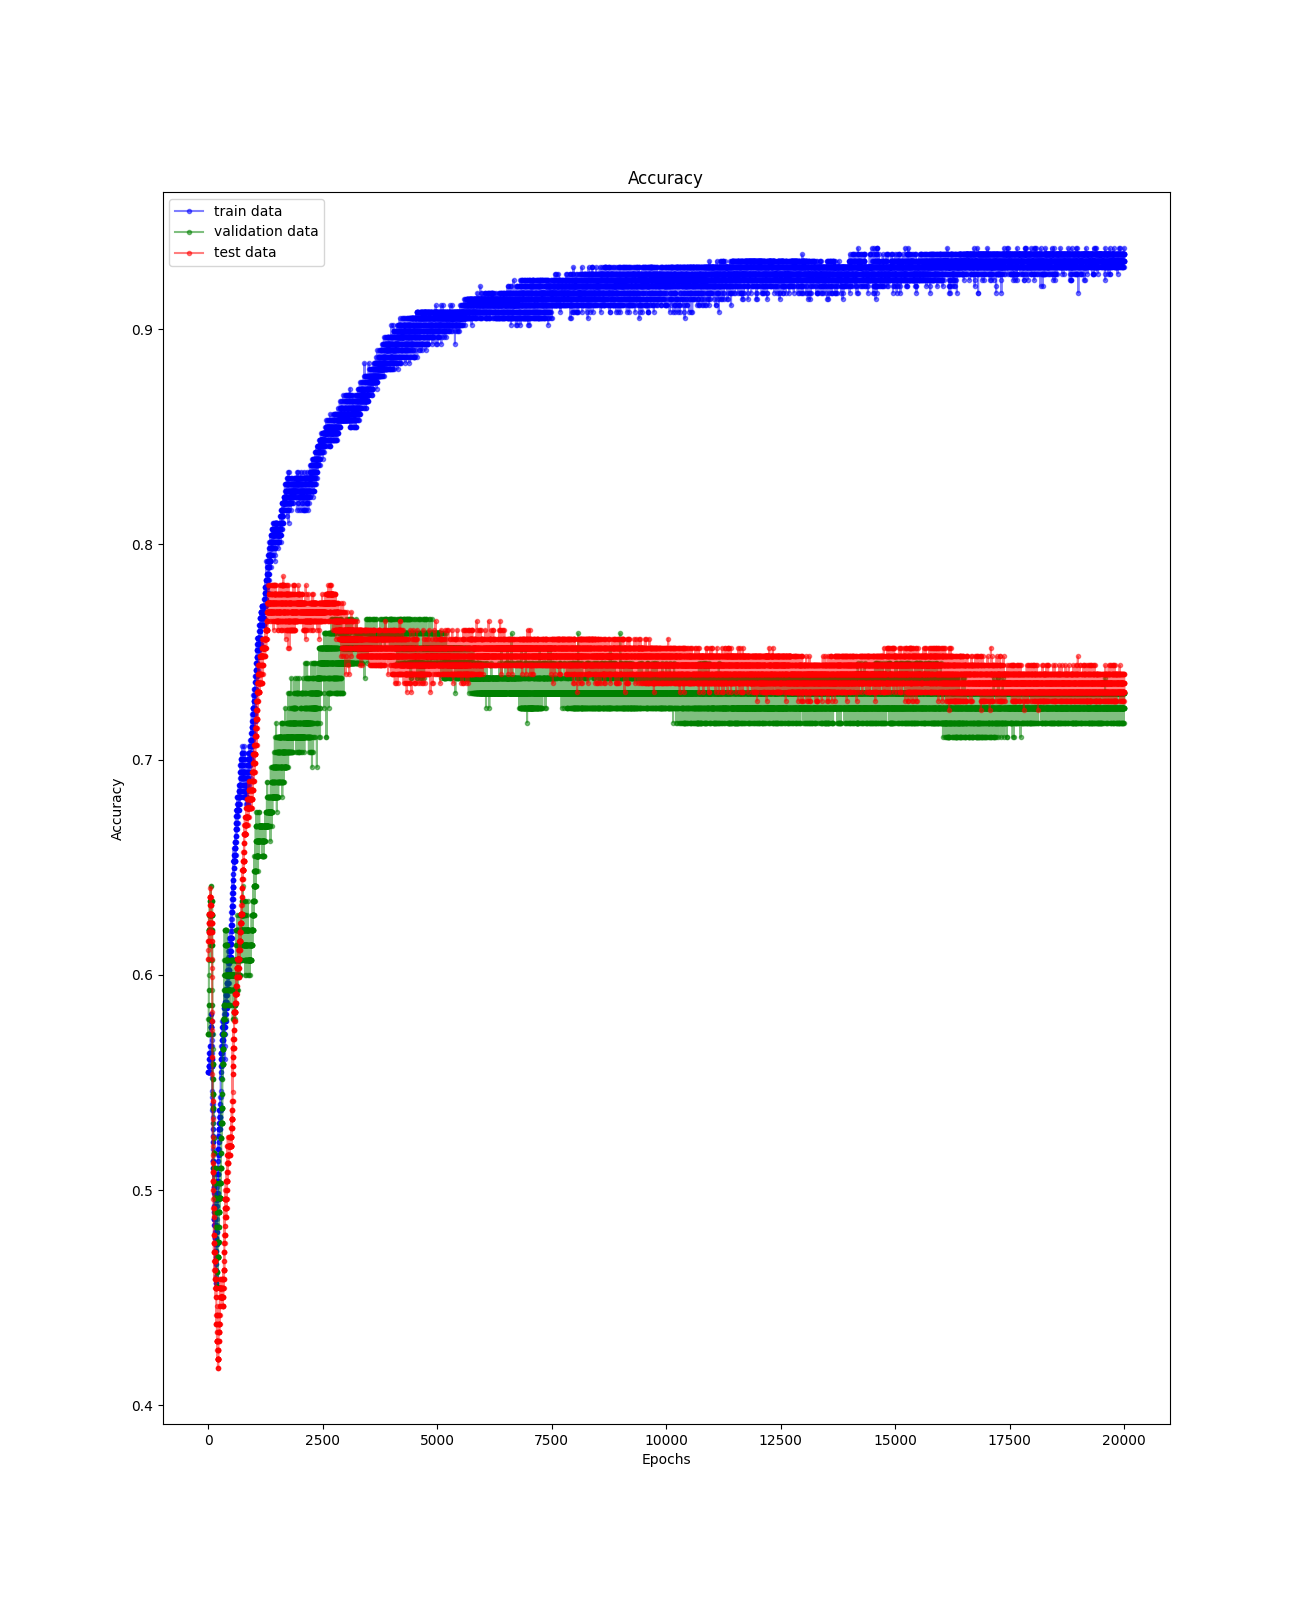 Accuracy
train data
validation data
test data
0.9
0.8
0.7
0.6
0.5
0.4
Accuracy
0 2500 5000 7500 10000 12500 15000 17500 20000
Epochs